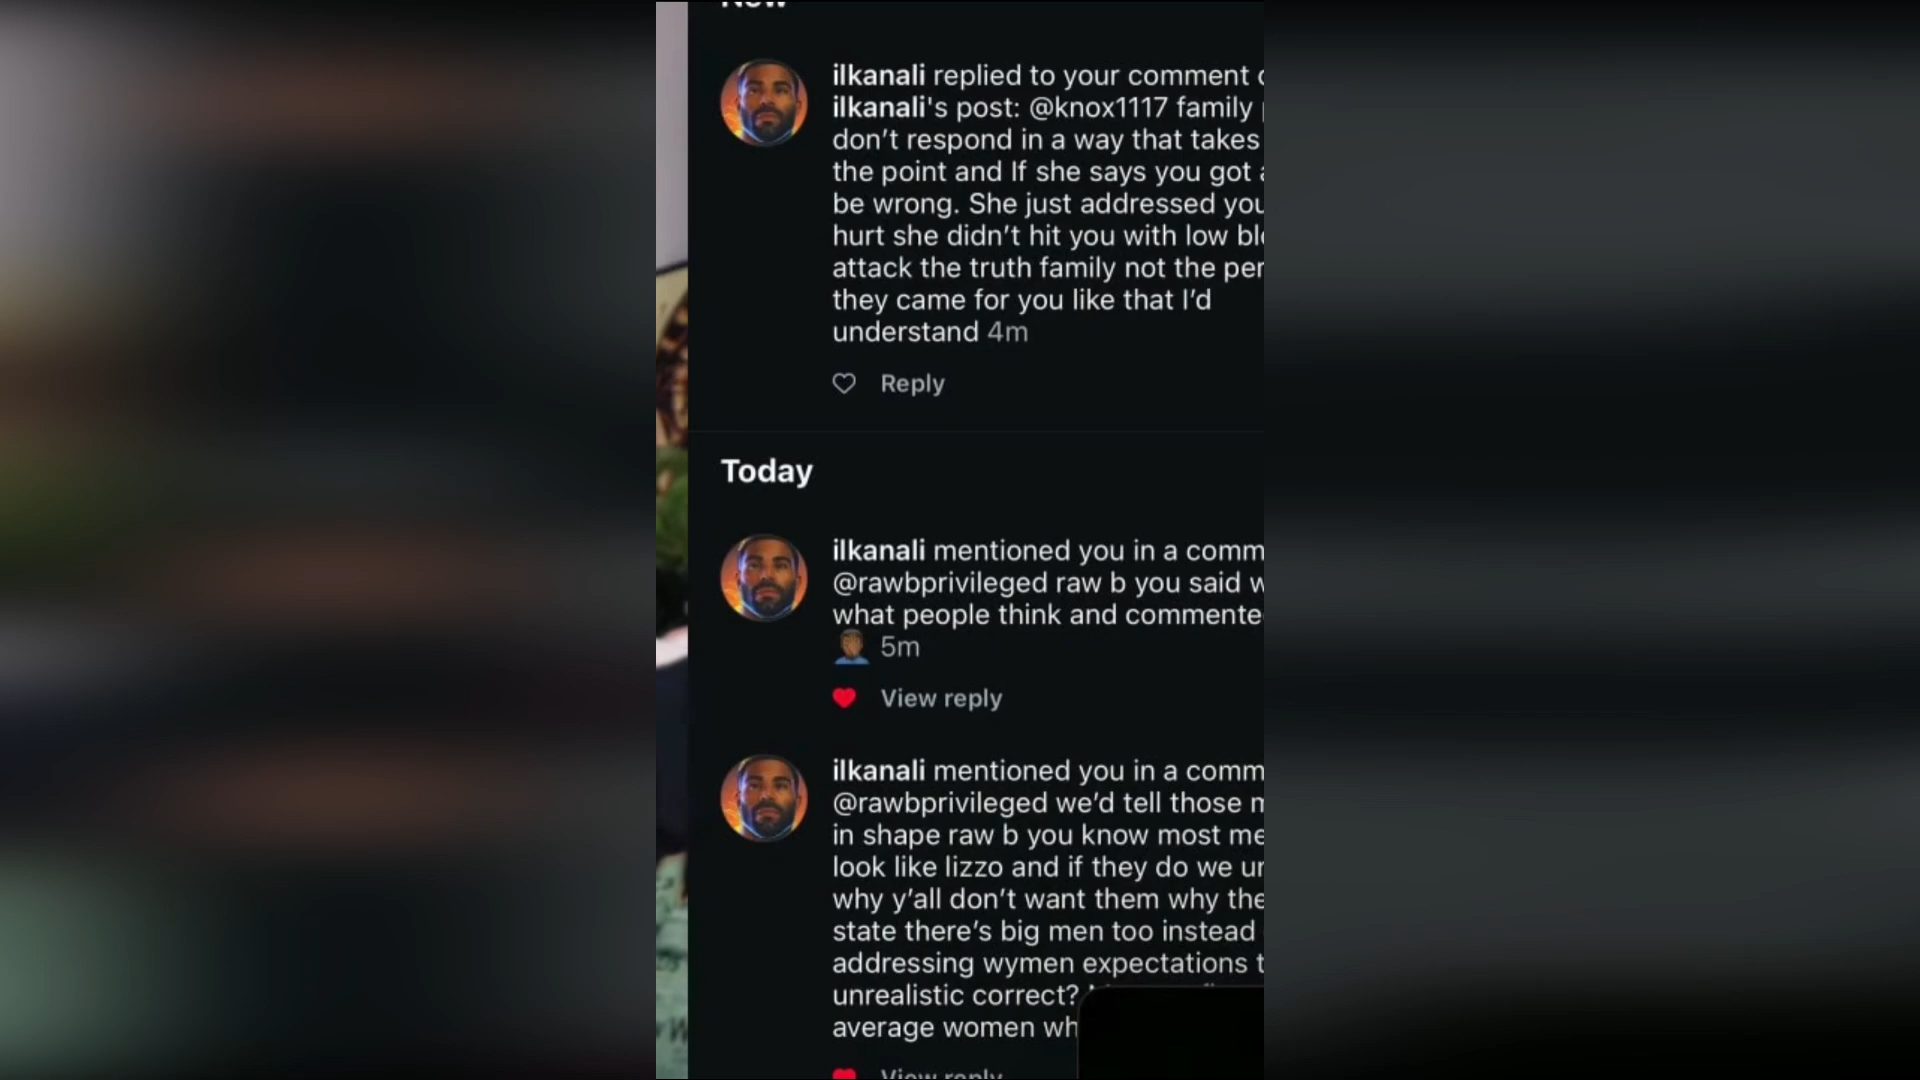 New
ilkanali replied to your comment
ilkanali's post: @knox1117 family
don't respond in a way that takes
the point and If she says you got
be wrong. She just addressed you
hurt she didn't hit you with low
attack the truth family not the
they came for you like that I'd
understand 4m
Reply
Today
ilkanali mentioned you in a
@rawbprivileged raw b you said
what people think and
5m
View reply
ilkanali mentioned you in a
@rawbprivileged we'd tell those
in shape raw b you know most
look like lizzo and if they do we
why y'all don't want them why
state there's big men too instead
addressing wymen expectations
unrealistic correct?
average women
View reply